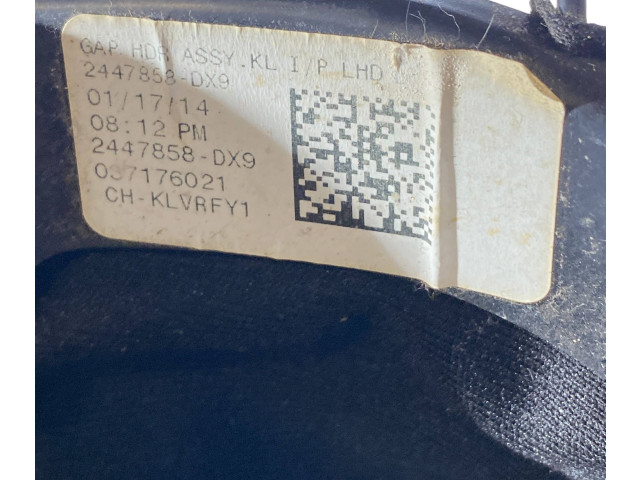 GAP HDR ASSY.KL I/P LHD
2447858-DX9
01/17/14
08:12 PM
2447858-DX9
037176021
CH-KLVRFY1